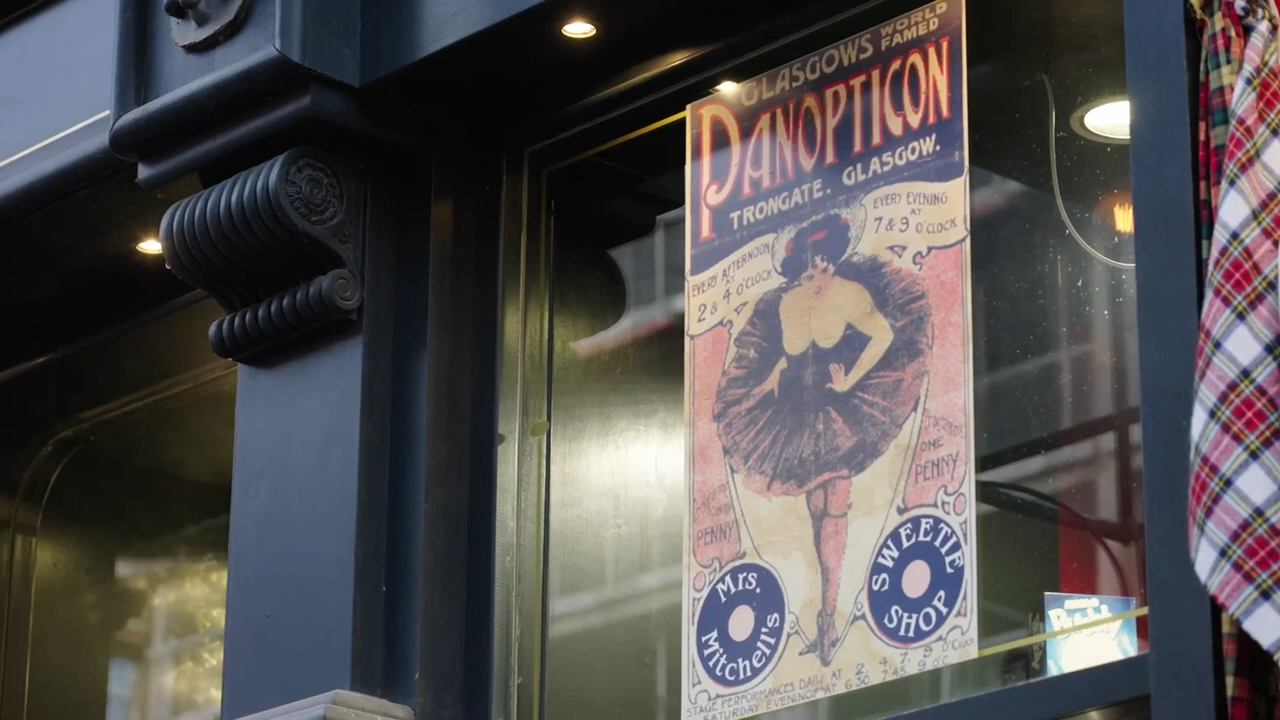 GLASGOWS WORLD FAMED
PANOPTICON
TRONGATE. GLASGOW.
EVERY EVENING
AT
7 & 9 O'CLOCK
EVERY AFTERNOON
AT
2 & 4 O'CLOCK
ONE
PENNY
PENNY
SWEETIE
SHOP
Mrs.
Mitchell's
STAGE PERFORMANCES DAILY AT 2, 4, 7, 9 O'Clock
SATURDAY EVENINGS AT 6.30 7.45 9 O'C